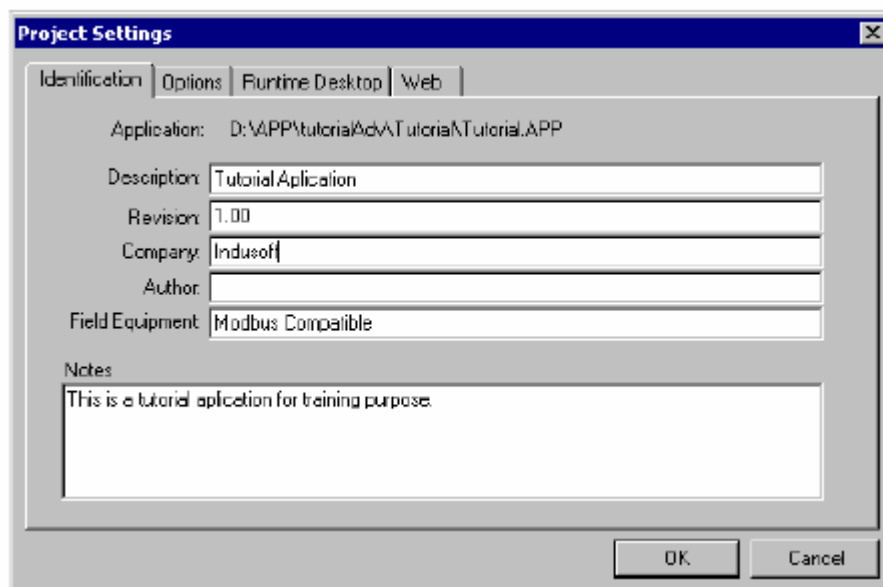 Project Settings
Identification Options Runtime Desktop Web
Application: D:\APP\tutorialAdv\Tutorial\Tutorial.APP
Description: Tutorial Aplication
Revision: 1.00
Company: Indusoft
Author:
Field Equipment: Modbus Compatible
Notes
This is a tutorial aplication for training purpose.
OK Cancel